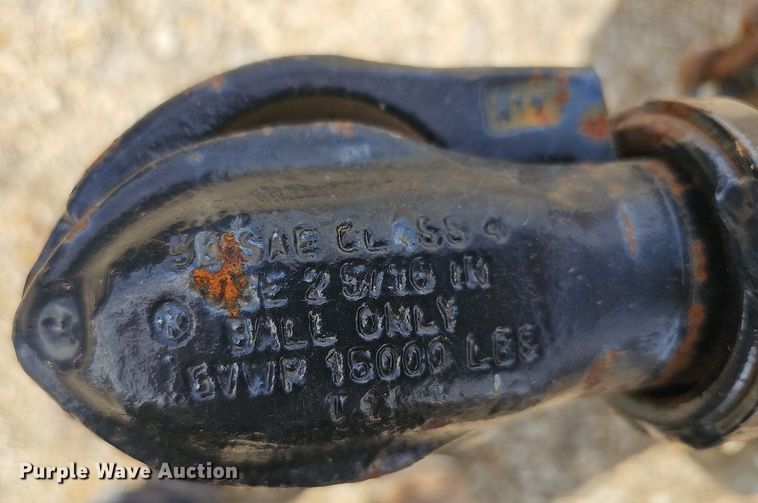 SAE CLASS 4
2 5/16 IN
BALL ONLY
GVWR 15000 LBS
Purple Wave Auction